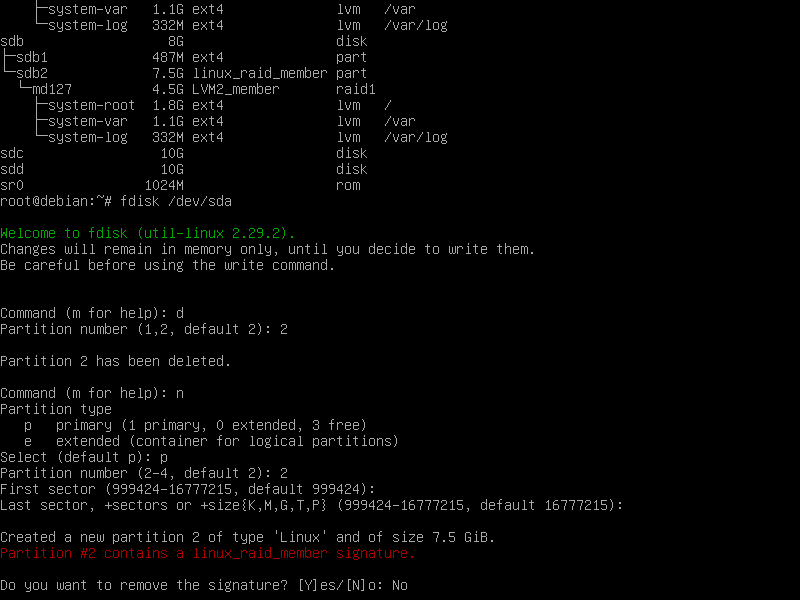 ├─system-var 1.1G ext4 lvm /var
└─system-log 332M ext4 lvm /var/log
sdb 8G disk
├─sdb1 487M ext4 part
└─sdb2 7.5G linux_raid_member part
└─md127 4.5G LVM2_member raid1
├─system-root 1.8G ext4 lvm /
├─system-var 1.1G ext4 lvm /var
└─system-log 332M ext4 lvm /var/log
sdc 10G disk
sdd 10G disk
sr0 1024M rom
root@debian:~# fdisk /dev/sda
Welcome to fdisk (util-linux 2.29.2).
Changes will remain in memory only, until you decide to write them.
Be careful before using the write command.
Command (m for help): d
Partition number (1,2, default 2): 2
Partition 2 has been deleted.
Command (m for help): n
Partition type
p primary (1 primary, 0 extended, 3 free)
e extended (container for logical partitions)
Select (default p): p
Partition number (2-4, default 2): 2
First sector (999424-16777215, default 999424):
Last sector, +sectors or +size{K,M,G,T,P} (999424-16777215, default 16777215):
Created a new partition 2 of type 'Linux' and of size 7.5 GiB.
Partition #2 contains a linux_raid_member signature.
Do you want to remove the signature? [Y]es/[N]o: No